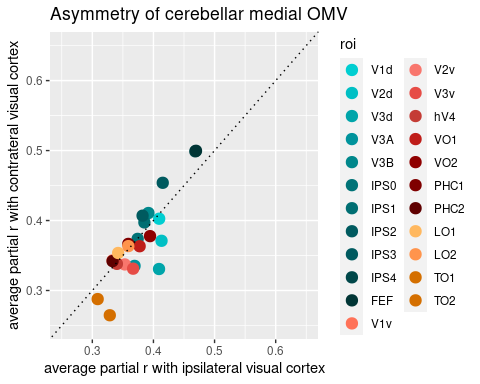 Asymmetry of cerebellar medial OMV
average partial r with contralateral visual cortex
0.6
0.5
0.4
0.3
0.3
0.4
0.5
0.6
average partial r with ipsilateral visual cortex
roi
V1d
V2d
V3d
V3A
V3B
IPS0
IPS1
IPS2
IPS3
IPS4
FEF
V1v
V2v
V3v
hV4
VO1
VO2
PHC1
PHC2
LO1
LO2
TO1
TO2